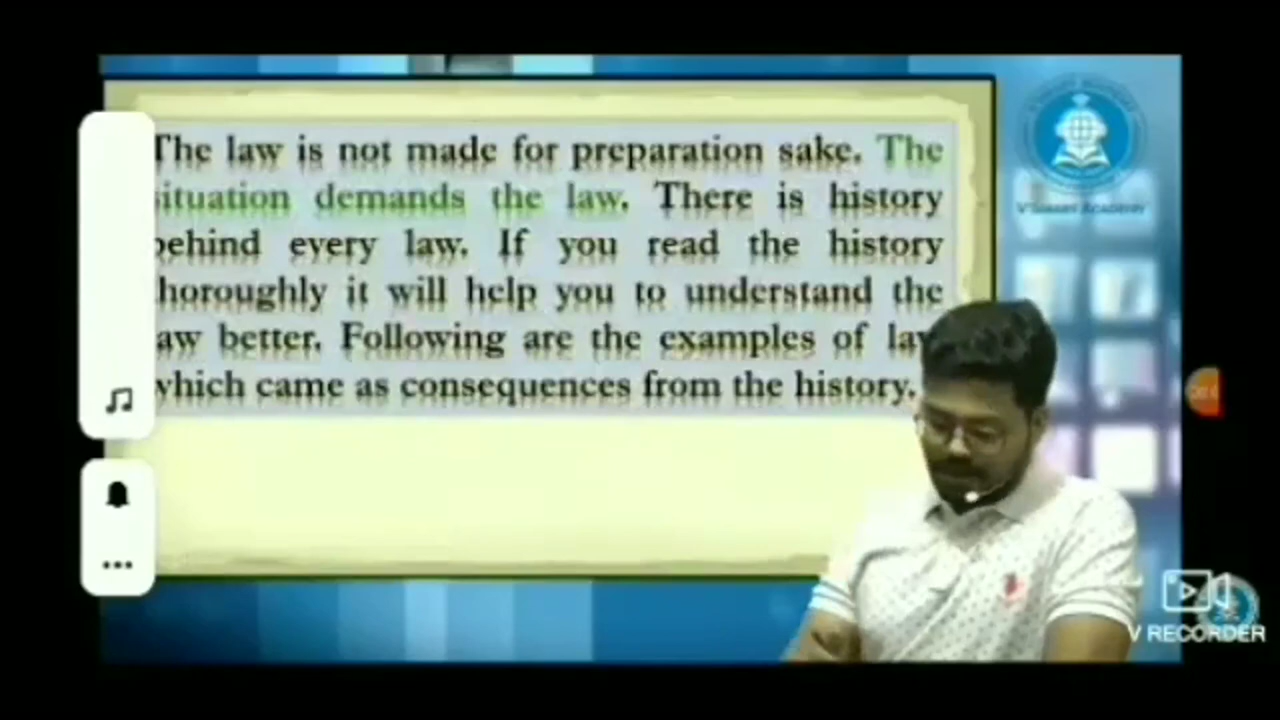 The law is not made for preparation sake. The
situation demands the law. There is history
behind every law. If you read the history
thoroughly it will help you to understand the
law better. Following are the examples of law
which came as consequences from the history.
V RECORDER